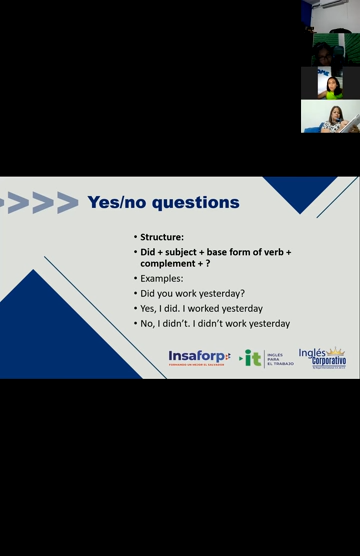 Yes/no questions
• Structure:
• Did + subject + base form of verb +
complement + ?
• Examples:
• Did you work yesterday?
• Yes, I did. I worked yesterday
• No, I didn't. I didn't work yesterday
Insaforp
it
INGLÉS
PARA
EL TRABAJO
Inglés
Corporativo